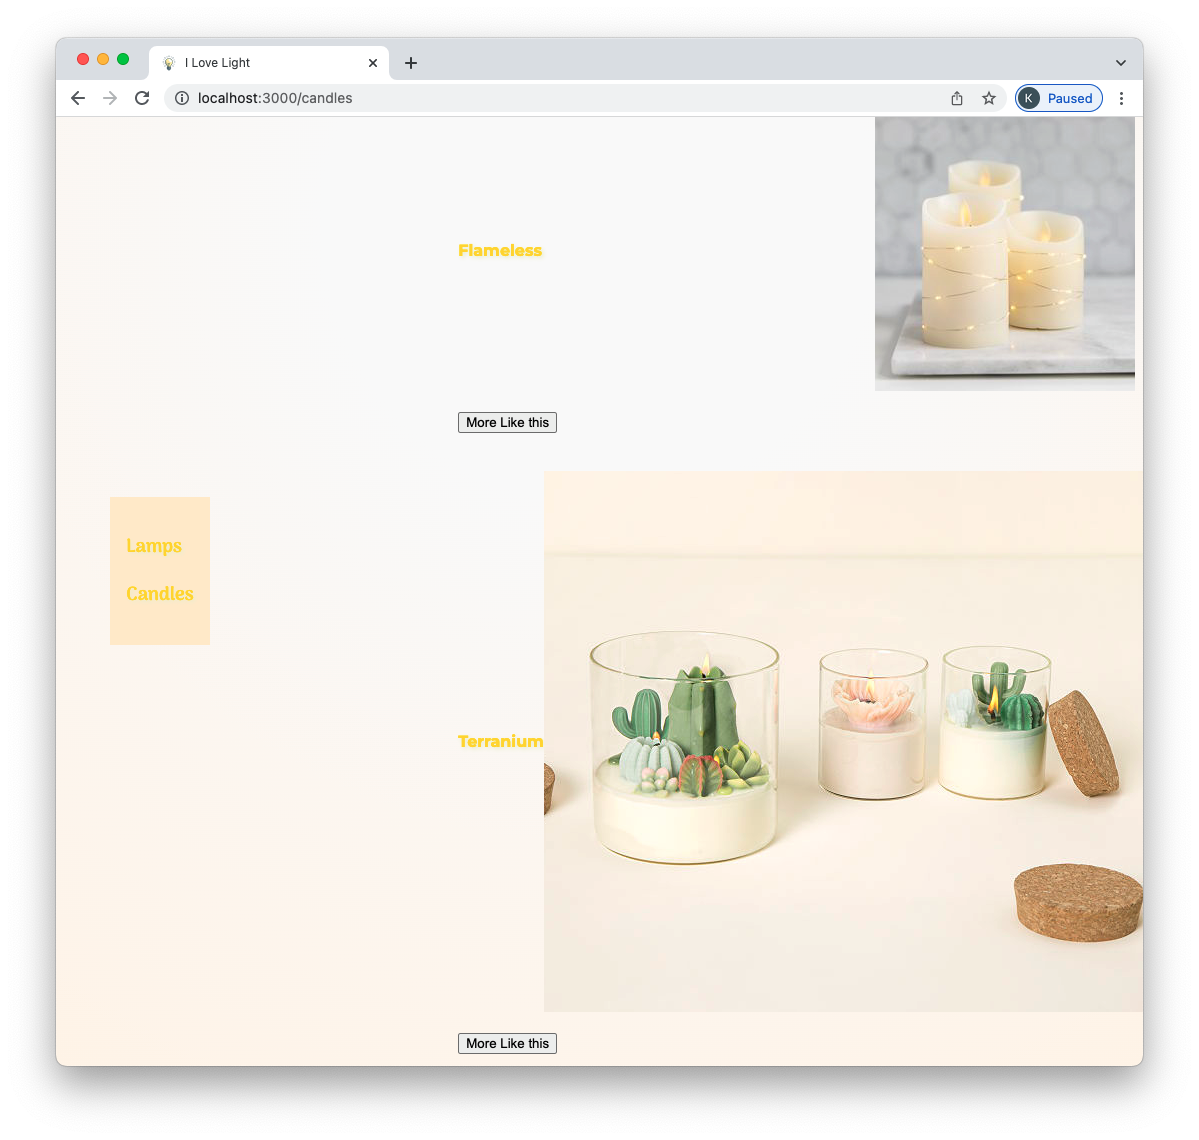 I Love Light
localhost:3000/candles
K
Paused
Flameless
More Like this
Lamps
Candles
Terranium
More Like this